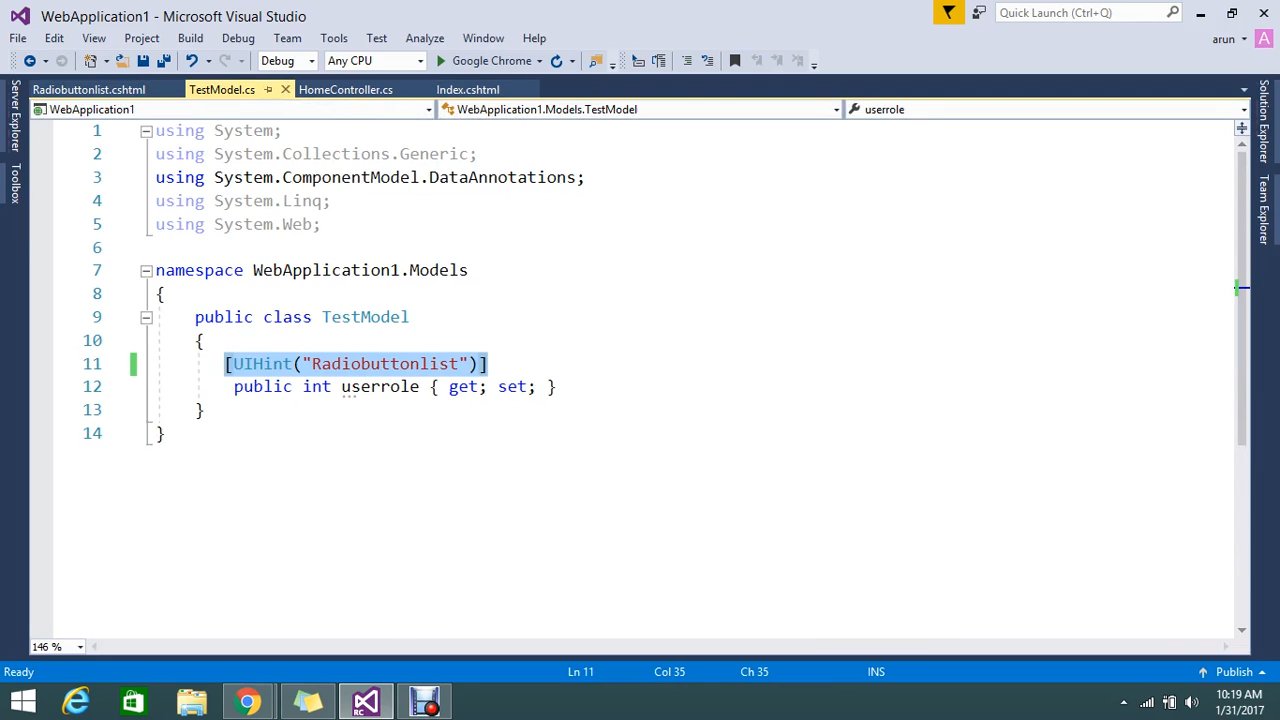 WebApplication1 - Microsoft Visual Studio
Quick Launch (Ctrl+Q)
File Edit View Project Build Debug Team Tools Test Analyze Window Help
arun A
Debug Any CPU Google Chrome
Radiobuttonlist.cshtml TestModel.cs HomeController.cs Index.cshtml
WebApplication1 WebApplication1.Models.TestModel userrole
Server Explorer
Toolbox
Solution Explorer
Team Explorer
1 using System;
2 using System.Collections.Generic;
3 using System.ComponentModel.DataAnnotations;
4 using System.Linq;
5 using System.Web;
6
7 namespace WebApplication1.Models
8 {
9 public class TestModel
10 {
11 [UIHint("Radiobuttonlist")]
12 public int userrole { get; set; }
13 }
14 }
146 %
Ready Ln 11 Col 35 Ch 35 INS Publish
RC
10:19 AM
1/31/2017